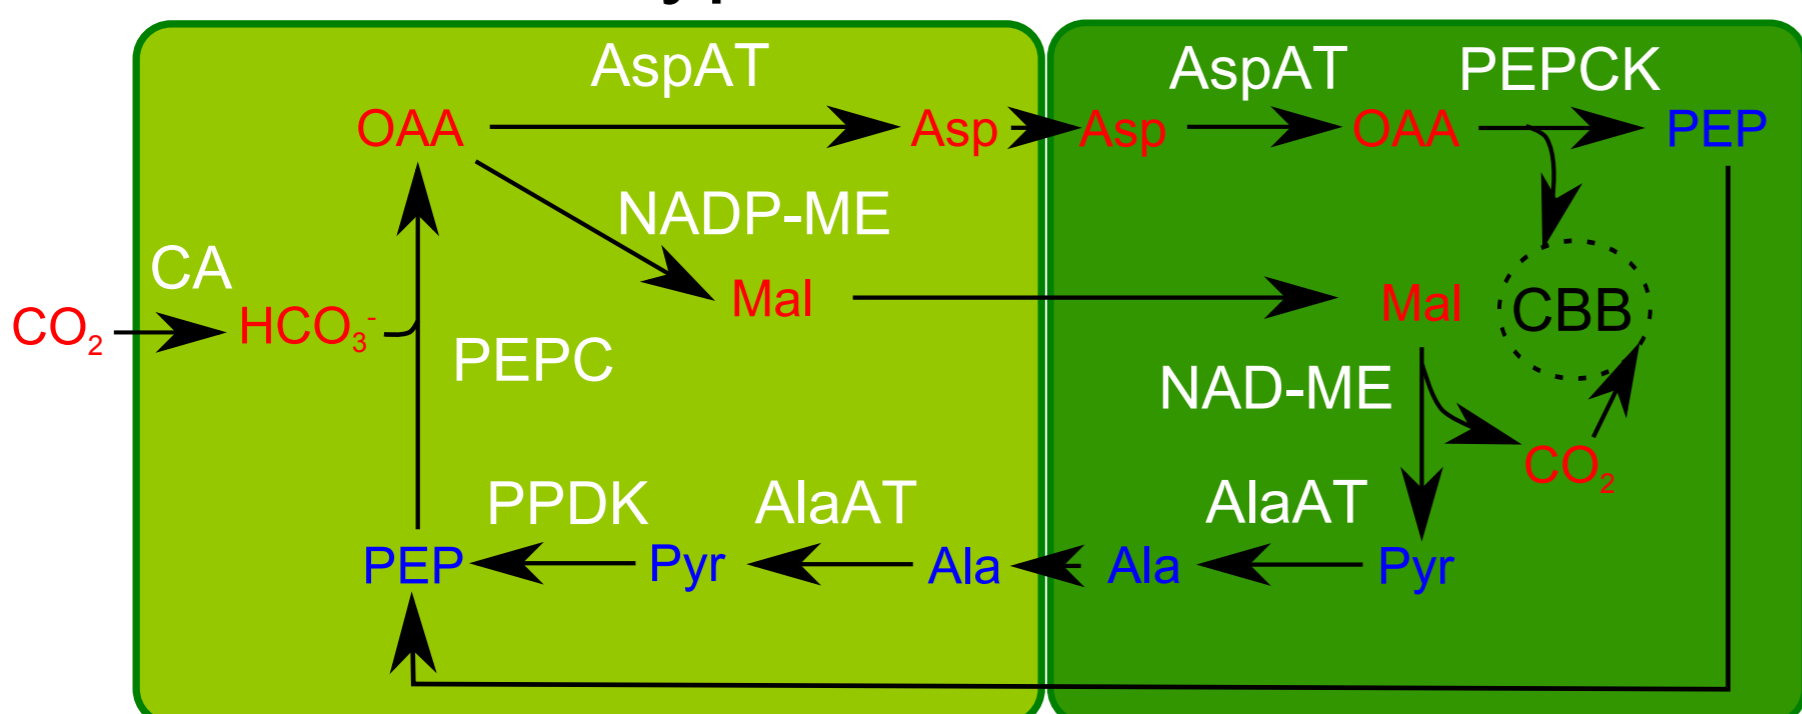 AspAT
AspAT
PEPCK
OAA
Asp
Asp
OAA
PEP
NADP-ME
CA
Mal
Mal
CBB
CO₂
HCO₃⁻
PEPC
NAD-ME
CO₂
PPDK
AlaAT
AlaAT
PEP
Pyr
Ala
Ala
Pyr